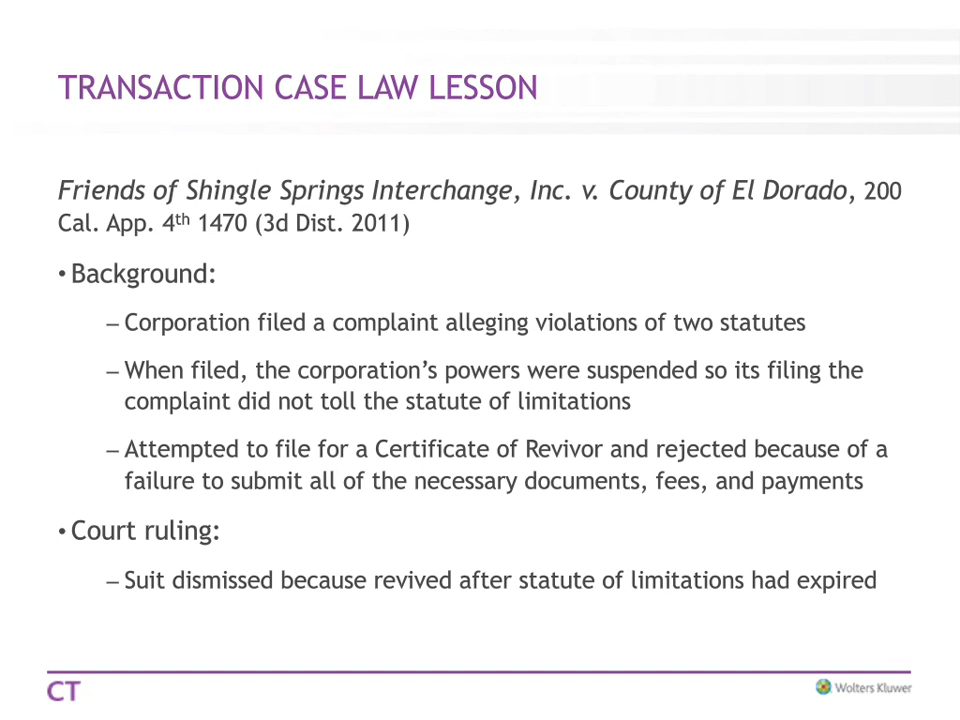 TRANSACTION CASE LAW LESSON
Friends of Shingle Springs Interchange, Inc. v. County of El Dorado, 200
Cal. App. 4th 1470 (3d Dist. 2011)
• Background:
– Corporation filed a complaint alleging violations of two statutes
– When filed, the corporation’s powers were suspended so its filing the
complaint did not toll the statute of limitations
– Attempted to file for a Certificate of Revivor and rejected because of a
failure to submit all of the necessary documents, fees, and payments
• Court ruling:
– Suit dismissed because revived after statute of limitations had expired
CT
Wolters Kluwer